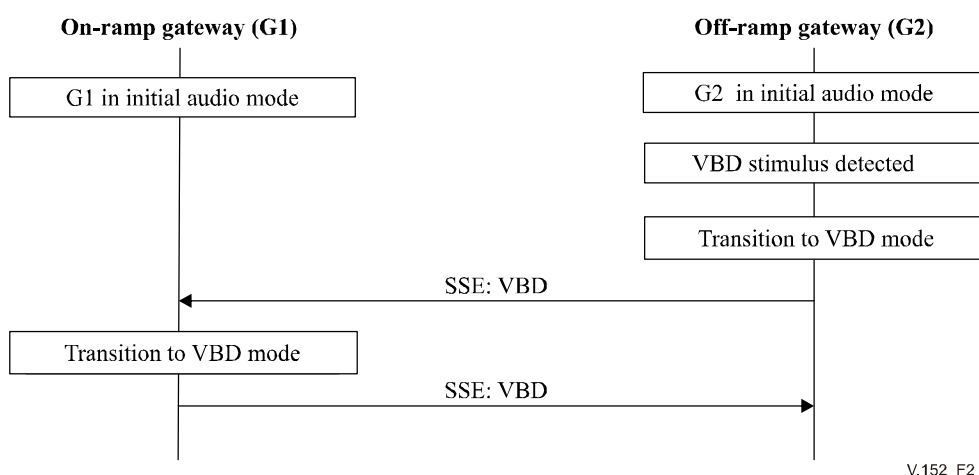 On-ramp gateway (G1)
Off-ramp gateway (G2)
G1 in initial audio mode
G2 in initial audio mode
VBD stimulus detected
Transition to VBD mode
SSE: VBD
Transition to VBD mode
SSE: VBD
V.152_F2